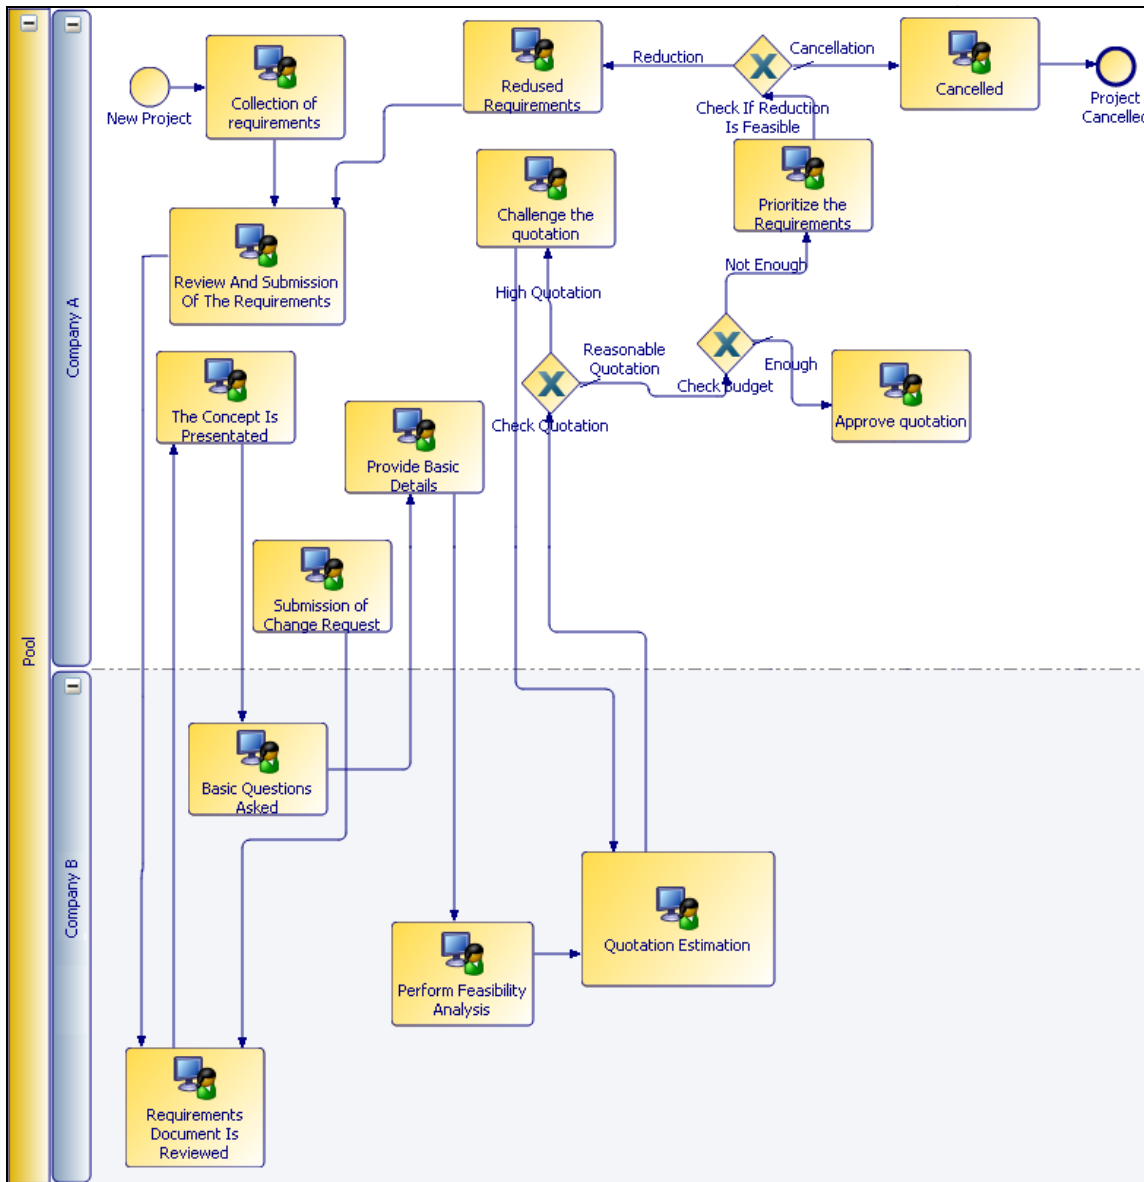 Pool
Company A
Company B
New Project
Collection of
requirements
Redused
Requirements
Reduction
Cancellation
Check If Reduction
Is Feasible
Cancelled
Project
Cancelled
Review And Submission
Of The Requirements
Challenge the
quotation
Prioritize the
Requirements
Not Enough
High Quotation
Reasonable
Quotation
Check Budget
Enough
Check Quotation
Approve quotation
The Concept Is
Presentated
Provide Basic
Details
Submission of
Change Request
Basic Questions
Asked
Quotation Estimation
Perform Feasibility
Analysis
Requirements
Document Is
Reviewed